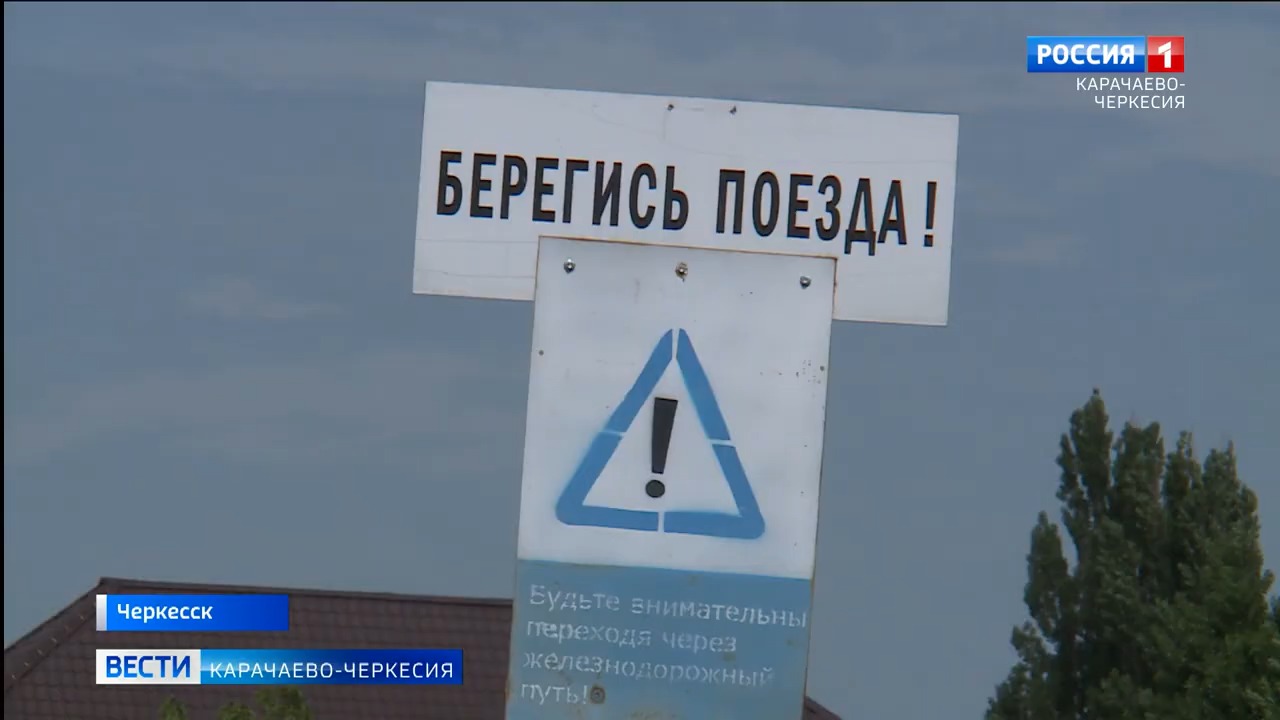 РОССИЯ 1
КАРАЧАЕВО-
ЧЕРКЕСИЯ
БЕРЕГИСЬ ПОЕЗДА!
!
Будьте внимательны
переходя через
железнодорожный
путь!
Черкесск
ВЕСТИ КАРАЧАЕВО-ЧЕРКЕСИЯ